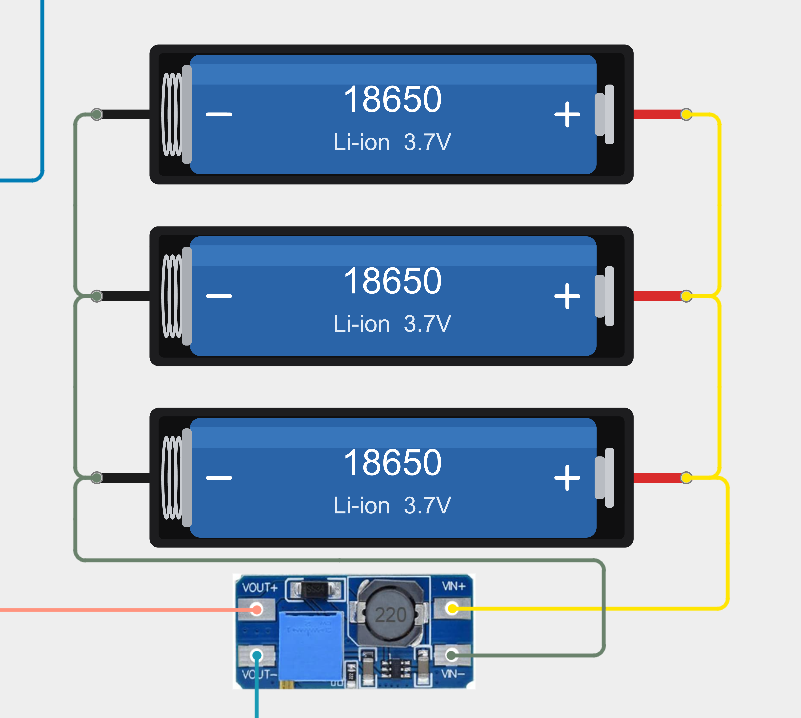 18650
Li-ion 3.7V
18650
Li-ion 3.7V
18650
Li-ion 3.7V
VOUT+
VIN+
220
VOUT-
VIN-